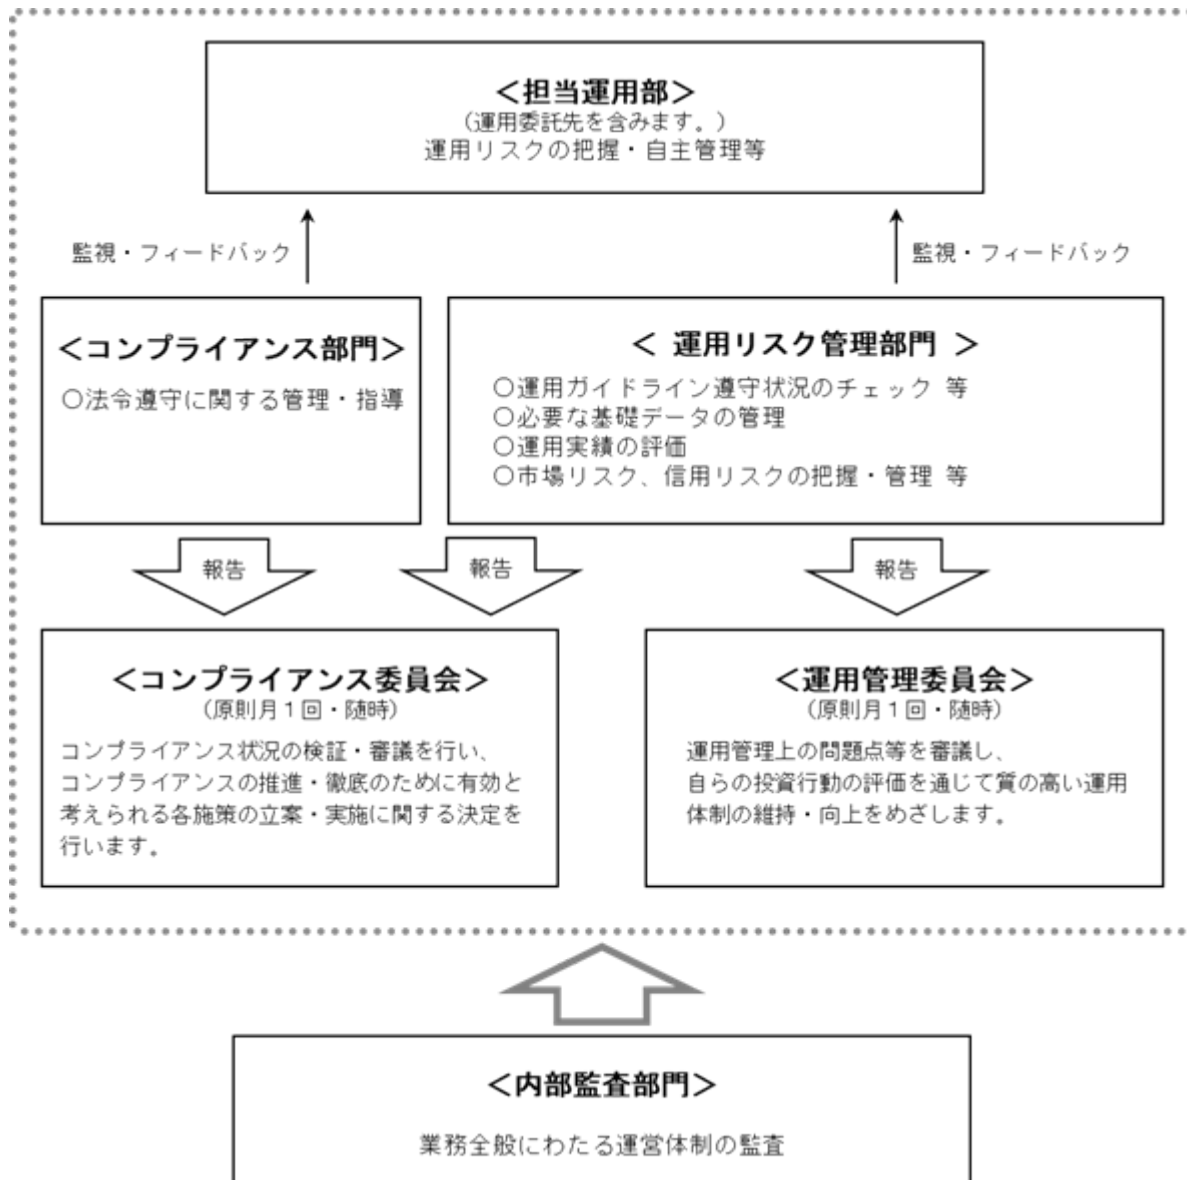 ＜担当運用部＞
（運用委託先を含みます。）
運用リスクの把握・自主管理等
監視・フィードバック
監視・フィードバック
＜コンプライアンス部門＞
○法令遵守に関する管理・指導
＜ 運用リスク管理部門 ＞
○運用ガイドライン遵守状況のチェック 等
○必要な基礎データの管理
○運用実績の評価
○市場リスク、信用リスクの把握・管理 等
報告
報告
報告
＜コンプライアンス委員会＞
（原則月１回・随時）
コンプライアンス状況の検証・審議を行い、
コンプライアンスの推進・徹底のために有効と
考えられる各施策の立案・実施に関する決定を
行います。
＜運用管理委員会＞
（原則月１回・随時）
運用管理上の問題点等を審議し、
自らの投資行動の評価を通じて質の高い運用
体制の維持・向上をめざします。
＜内部監査部門＞
業務全般にわたる運営体制の監査